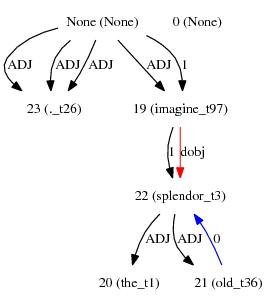 None (None) 0 (None)
ADJ ADJ ADJ ADJ 1
23 (._t26) 19 (imagine_t97)
1 dobj
22 (splendor_t3)
ADJ ADJ 0
20 (the_t1) 21 (old_t36)